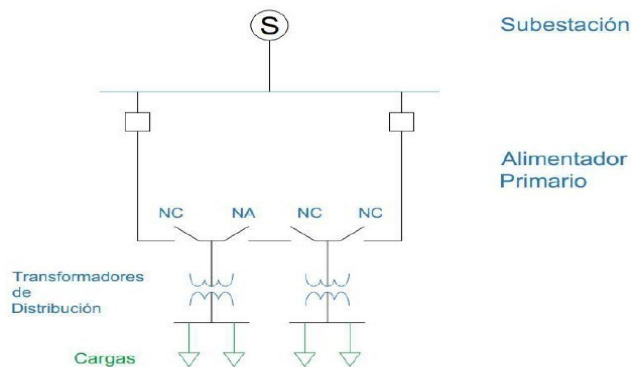 S
Subestación
Alimentador
Primario
NC NA NC NC
Transformadores
de
Distribución
Cargas